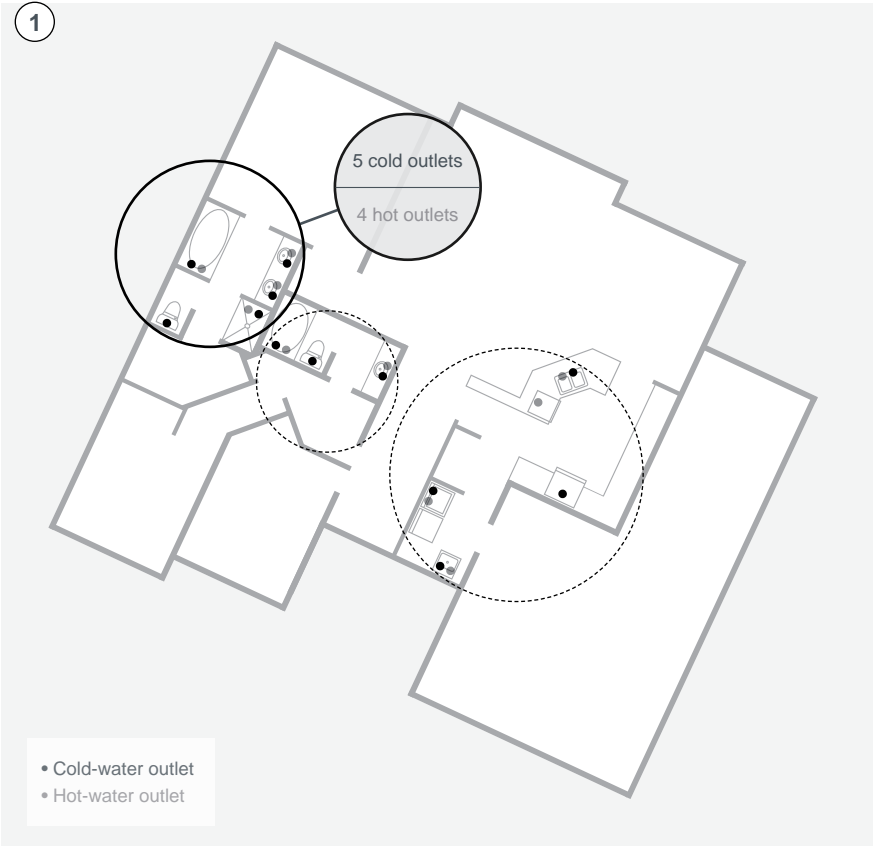 1
5 cold outlets
4 hot outlets
• Cold-water outlet
• Hot-water outlet